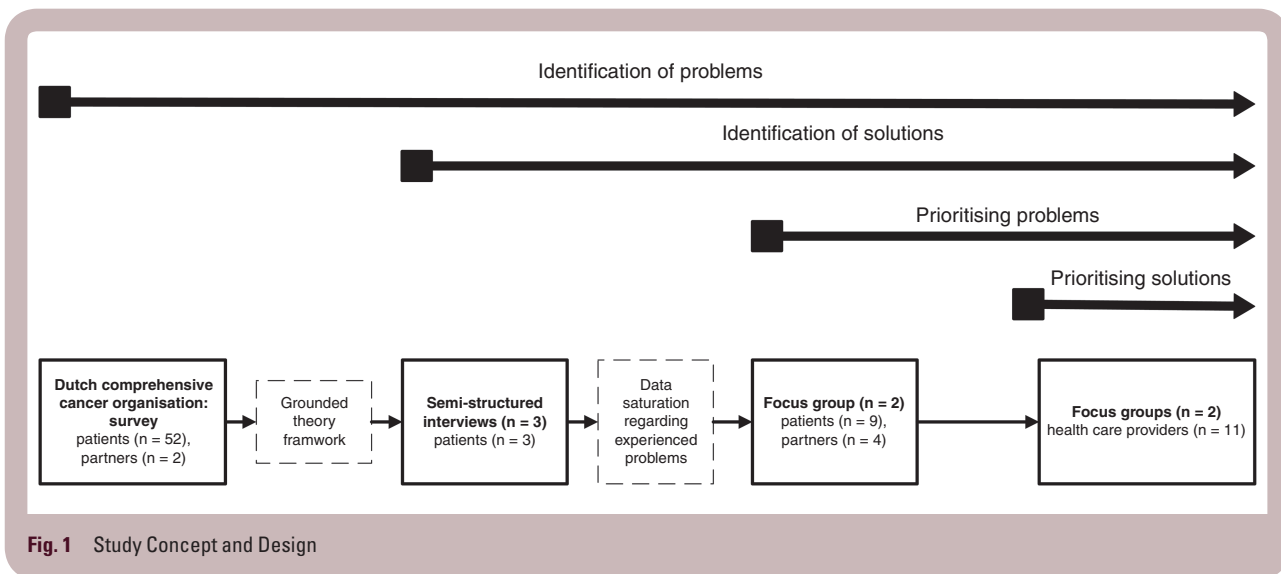 Identification of problems
Identification of solutions
Prioritising problems
Prioritising solutions
Dutch comprehensive
cancer organisation:
survey
patients (n = 52),
partners (n = 2)
Grounded
theory
framwork
Semi-structured
interviews (n = 3)
patients (n = 3)
Data
saturation
regarding
experienced
problems
Focus group (n = 2)
patients (n = 9),
partners (n = 4)
Focus groups (n = 2)
health care providers (n = 11)
Fig. 1 Study Concept and Design